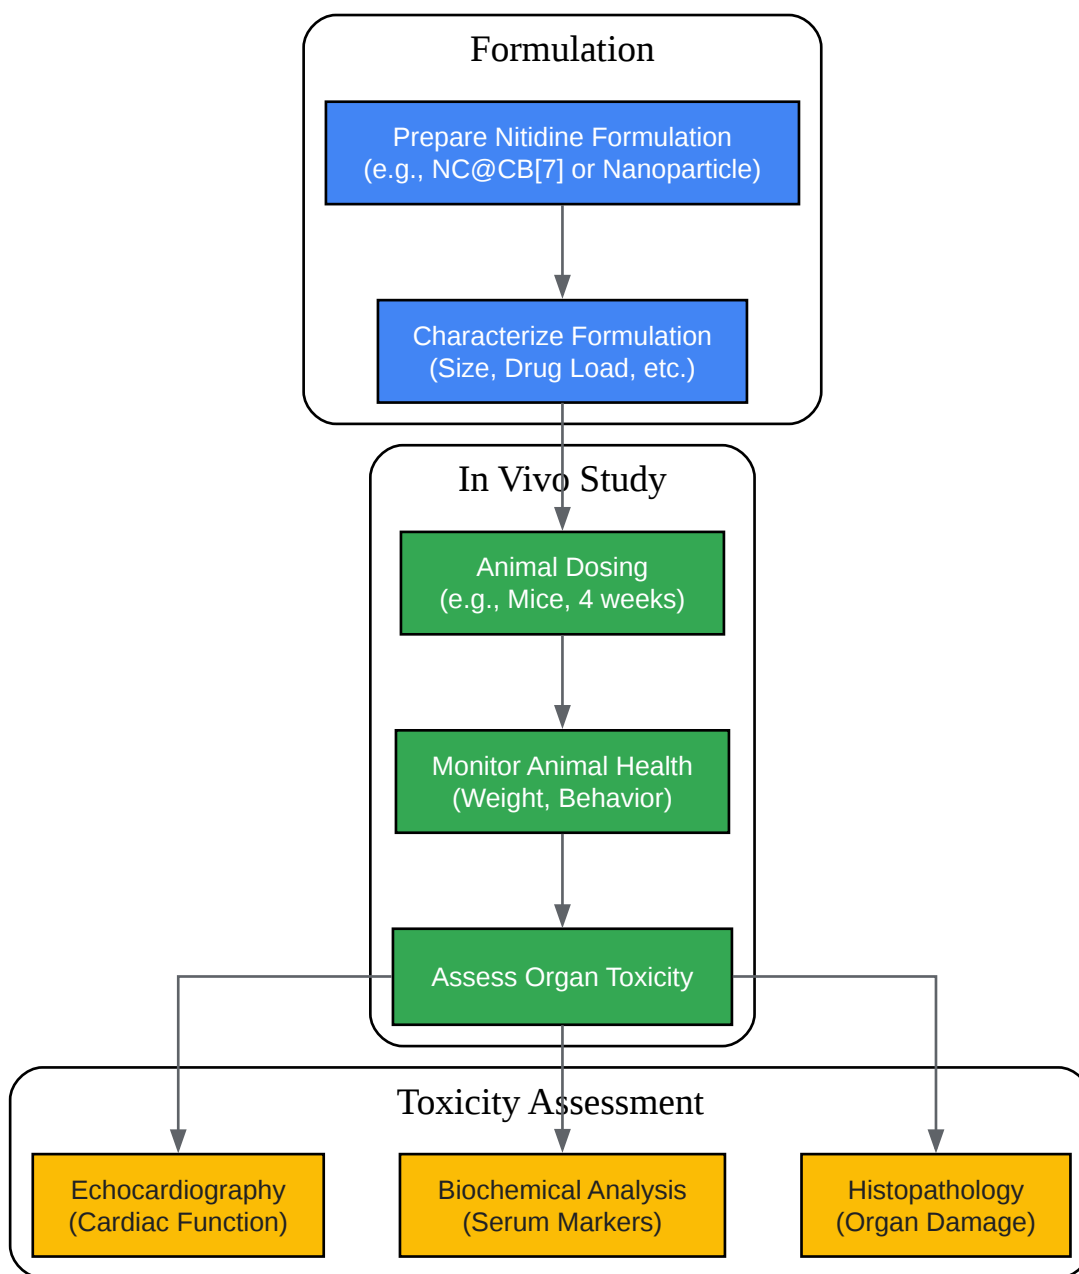 Formulation
Prepare Nitidine Formulation
(e.g., NC@CB[7] or Nanoparticle)
Characterize Formulation
(Size, Drug Load, etc.)
In Vivo Study
Animal Dosing
(e.g., Mice, 4 weeks)
Monitor Animal Health
(Weight, Behavior)
Assess Organ Toxicity
Toxicity Assessment
Echocardiography
(Cardiac Function)
Biochemical Analysis
(Serum Markers)
Histopathology
(Organ Damage)